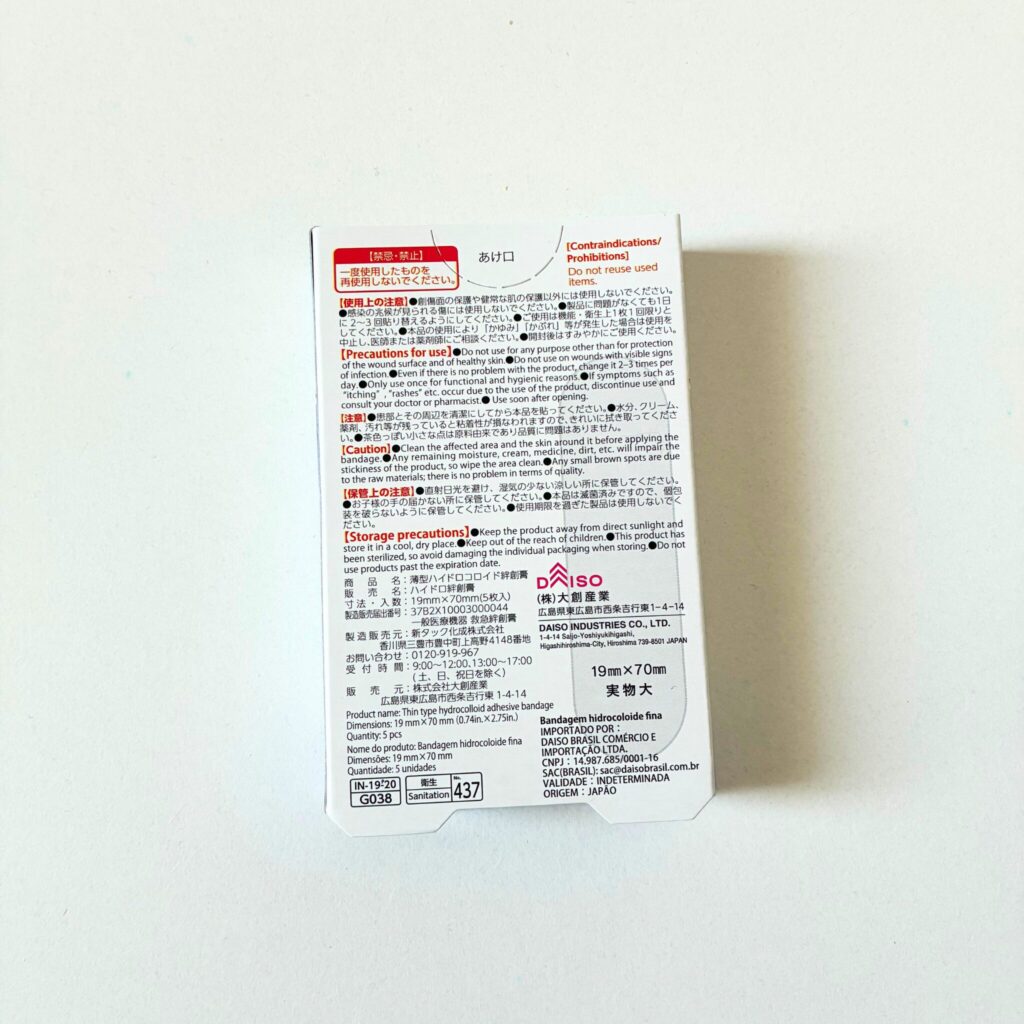 【禁忌・禁止】
一度使用したものを
再使用しないでください。
あけ口
[Contraindications/
Prohibitions]
Do not reuse used
items.
【使用上の注意】●創傷面の保護や健常な肌の保護以外には使用しないでください。
●感染の兆候が見られる傷には使用しないでください。●製品に問題がなくても1日
に2〜3回貼り替えるようにしてください。●ご使用は機能・衛生上1枚1回限りと
してください。●本品の使用により「かゆみ」「かぶれ」等が発生した場合は使用を
中止し、医師または薬剤師にご相談ください。●開封後はすみやかにご使用ください。
【Precautions for use】●Do not use for any purpose other than for protection
of the wound surface and of healthy skin.●Do not use on wounds with visible signs
of infection.●Even if there is no problem with the product, change it 2–3 times per
day.●Only use once for functional and hygienic reasons.●If symptoms such as
"itching" , "rashes" etc. occur due to the use of the product, discontinue use and
consult your doctor or pharmacist.● Use soon after opening.
【注意】●患部とその周辺を清潔にしてから本品を貼ってください。●水分、クリーム、
薬剤、汚れ等が残っていると粘着性が損なわれますので、きれいに拭き取ってくださ
い。●茶色っぽい小さな点は原料由来であり品質に問題はありません。
【Caution】●Clean the affected area and the skin around it before applying the
bandage.●Any remaining moisture, cream, medicine, dirt, etc. will impair the
stickiness of the product, so wipe the area clean.●Any small brown spots are due
to the raw materials; there is no problem in terms of quality.
【保管上の注意】●直射日光を避け、湿気の少ない涼しい所に保管してください。
●お子様の手の届かない所に保管してください。●本品は滅菌済みですので、個包
装を破らないように保管してください。●使用期限を過ぎた製品は使用しないでく
ださい。
【Storage precautions】●Keep the product away from direct sunlight and
store it in a cool, dry place.●Keep out of the reach of children.●This product has
been sterilized, so avoid damaging the individual packaging when storing.●Do not
use products past the expiration date.
商品名:薄型ハイドロコロイド絆創膏
販売名:ハイドロ絆創膏
寸法・入数:19mm×70mm(5枚入)
製造販売届出番号:37B2X10003000044
一般医療機器 救急絆創膏
製造販売元:新タック化成株式会社
香川県三豊市豊中町上高野4148番地
お問い合わせ:0120-919-967
受付時間:9:00〜12:00、13:00〜17:00
(土、日、祝日を除く)
販売元:株式会社大創産業
広島県東広島市西条吉行東1-4-14
Product name: Thin type hydrocolloid adhesive bandage
Dimensions: 19 mm×70 mm (0.74in.×2.75in.)
Quantity: 5 pcs
Nome do produto: Bandagem hidrocoloide fina
Dimensões: 19 mm×70 mm
Quantidade: 5 unidades
IN-19-20
G038
衛生
Sanitation
No.
437
DAISO
(株)大創産業
広島県東広島市西条吉行東1−4−14
DAISO INDUSTRIES CO., LTD.
1-4-14 Saijo-Yoshiyukihigashi,
Higashihiroshima-City, Hiroshima 739-8501 JAPAN
19mm×70mm
実物大
Bandagem hidrocoloide fina
IMPORTADO POR :
DAISO BRASIL COMÉRCIO E
IMPORTAÇÃO LTDA.
CNPJ : 14.987.685/0001-16
SAC(BRASIL): sac@daisobrasil.com.br
VALIDADE : INDETERMINADA
ORIGEM : JAPÃO